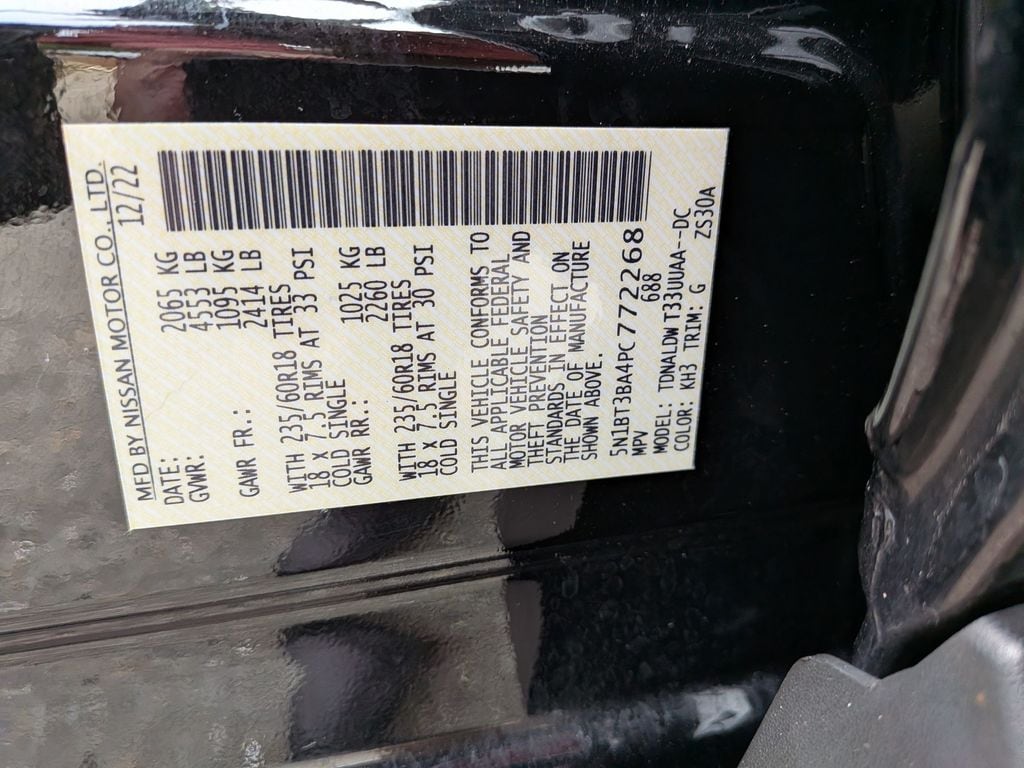 MFD BY NISSAN MOTOR CO., LTD.
DATE: 12/22
GVWR: 2065 KG
4553 LB
GAWR FR.: 1095 KG
2414 LB
WITH 235/60R18 TIRES
18 X 7.5 RIMS AT 33 PSI
COLD SINGLE
GAWR RR.: 1025 KG
2260 LB
WITH 235/60R18 TIRES
18 X 7.5 RIMS AT 30 PSI
COLD SINGLE
THIS VEHICLE CONFORMS TO
ALL APPLICABLE FEDERAL
MOTOR VEHICLE SAFETY AND
THEFT PREVENTION
STANDARDS IN EFFECT ON
THE DATE OF MANUFACTURE
SHOWN ABOVE.
5N1BT3BA4PC772268
MPV 688
MODEL: TDNALDW T33UUAA--DC
COLOR: KH3 TRIM: G ZS30A